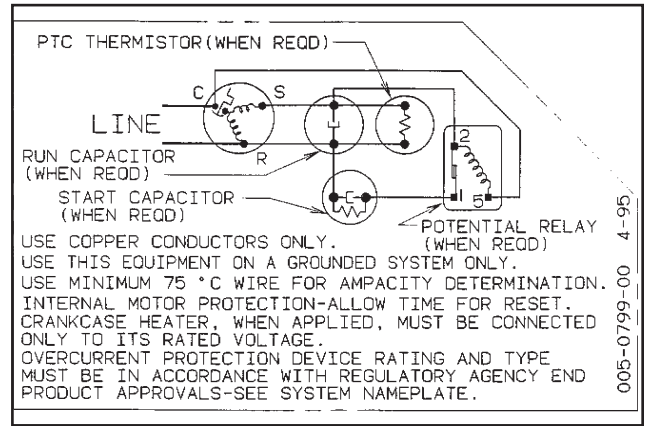 PTC THERMISTOR(WHEN REQD)
C
S
LINE
R
RUN CAPACITOR
(WHEN REQD)
2
START CAPACITOR
(WHEN REQD)
1
5
POTENTIAL RELAY
(WHEN REQD)
USE COPPER CONDUCTORS ONLY.
USE THIS EQUIPMENT ON A GROUNDED SYSTEM ONLY.
USE MINIMUM 75 °C WIRE FOR AMPACITY DETERMINATION.
INTERNAL MOTOR PROTECTION-ALLOW TIME FOR RESET.
CRANKCASE HEATER, WHEN APPLIED, MUST BE CONNECTED
ONLY TO ITS RATED VOLTAGE.
OVERCURRENT PROTECTION DEVICE RATING AND TYPE
MUST BE IN ACCORDANCE WITH REGULATORY AGENCY END
PRODUCT APPROVALS-SEE SYSTEM NAMEPLATE.
005-0799-00 4-95